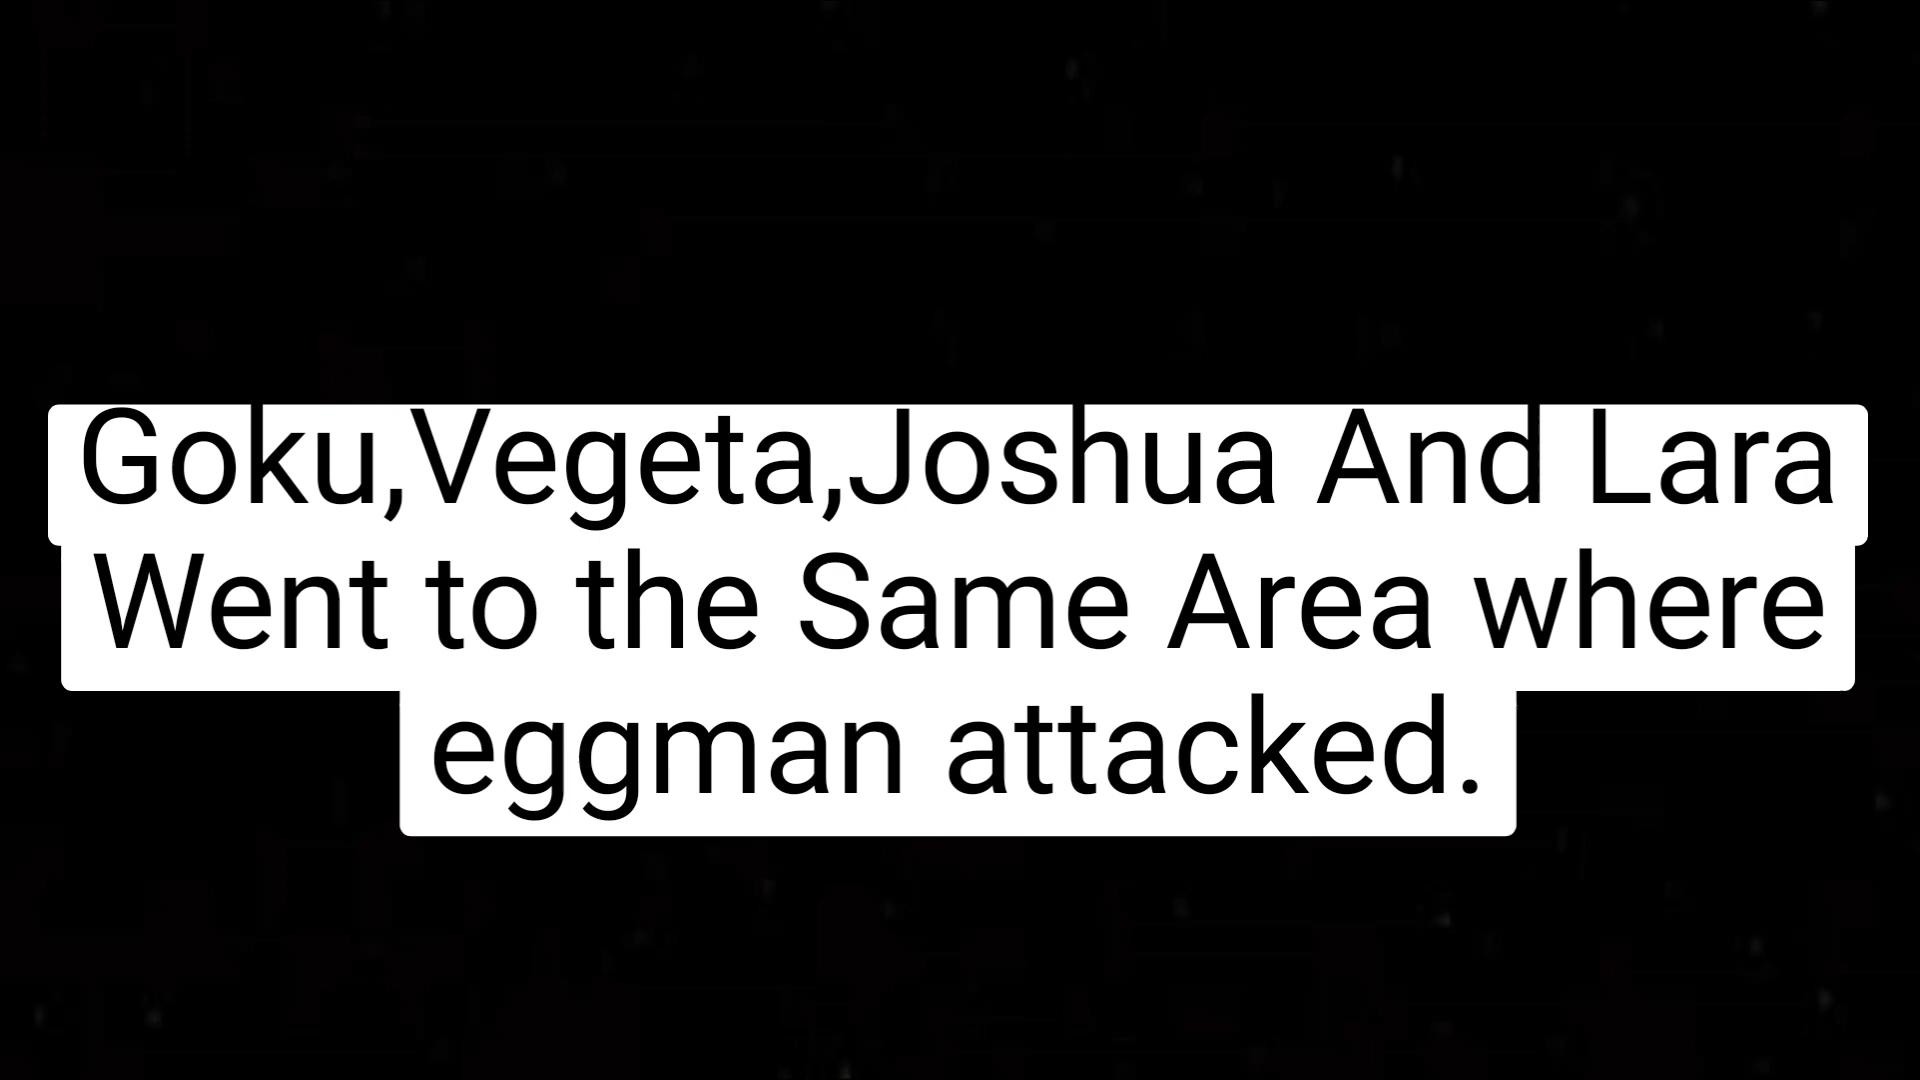 Goku,Vegeta,Joshua And Lara
Went to the Same Area where
eggman attacked.